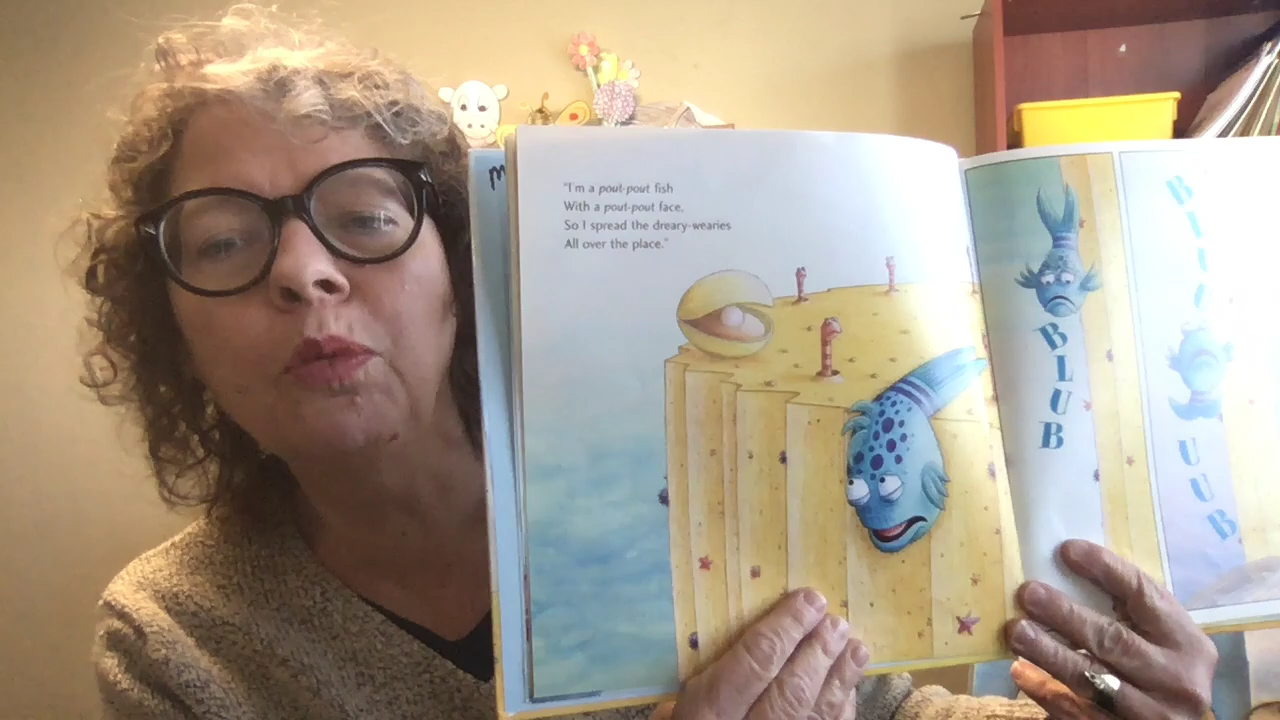 M
"I'm a pout-pout fish
With a pout-pout face,
So I spread the dreary-wearies
All over the place."
BLUB
UUB